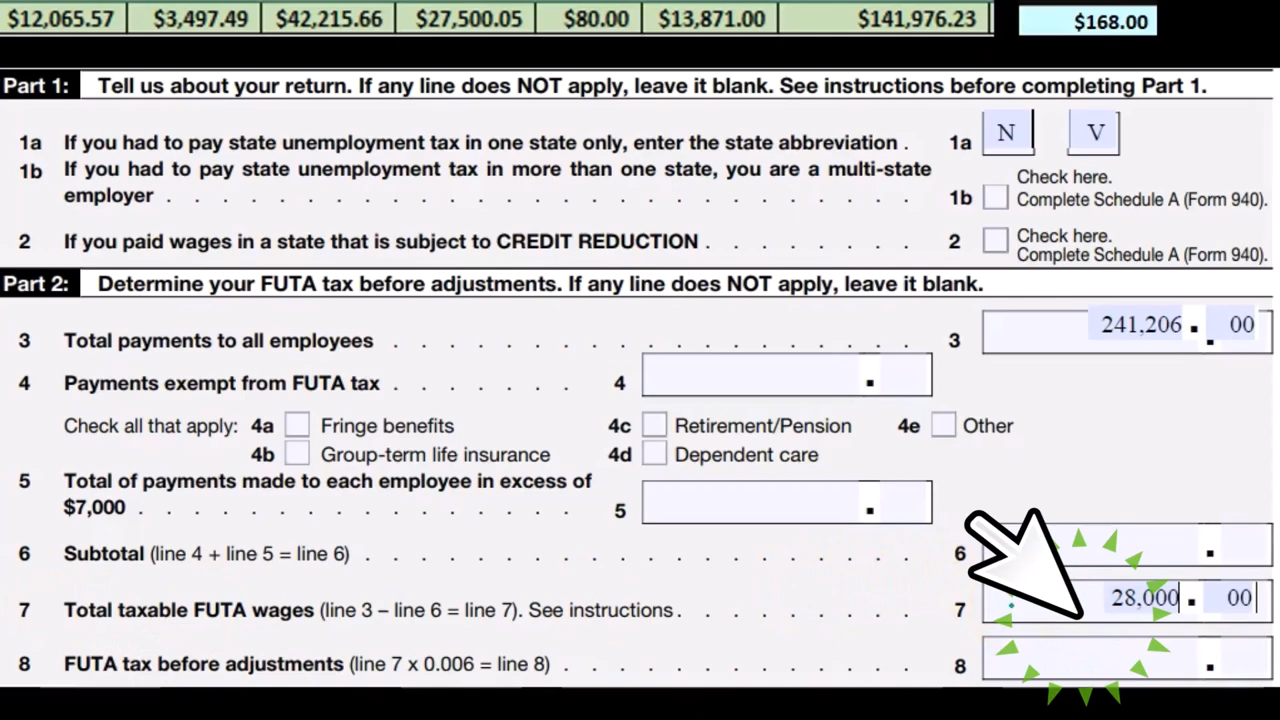 $12,065.57 $3,497.49 $42,215.66 $27,500.05 $80.00 $13,871.00 $141,976.23 $168.00
Part 1: Tell us about your return. If any line does NOT apply, leave it blank. See instructions before completing Part 1.
1a If you had to pay state unemployment tax in one state only, enter the state abbreviation . 1a N V
1b If you had to pay state unemployment tax in more than one state, you are a multi-state
employer . . . . . . . . . . . . . . . . . . . . . . . . . . . 1b Check here.
Complete Schedule A (Form 940).
2 If you paid wages in a state that is subject to CREDIT REDUCTION . . . . . . . . 2 Check here.
Complete Schedule A (Form 940).
Part 2: Determine your FUTA tax before adjustments. If any line does NOT apply, leave it blank.
3 Total payments to all employees . . . . . . . . . . . . . . . . . . . 3 241,206 . 00
4 Payments exempt from FUTA tax . . . . . . . 4 .
Check all that apply: 4a Fringe benefits 4c Retirement/Pension 4e Other
4b Group-term life insurance 4d Dependent care
5 Total of payments made to each employee in excess of
$7,000 . . . . . . . . . . . . . . . . 5 .
6 Subtotal (line 4 + line 5 = line 6) . . . . . . . . . . . . . . . . . . . . 6 .
7 Total taxable FUTA wages (line 3 – line 6 = line 7). See instructions . . . . . . . . . 7 28,000 . 00
8 FUTA tax before adjustments (line 7 x 0.006 = line 8) . . . . . . . . . . . . . 8 .